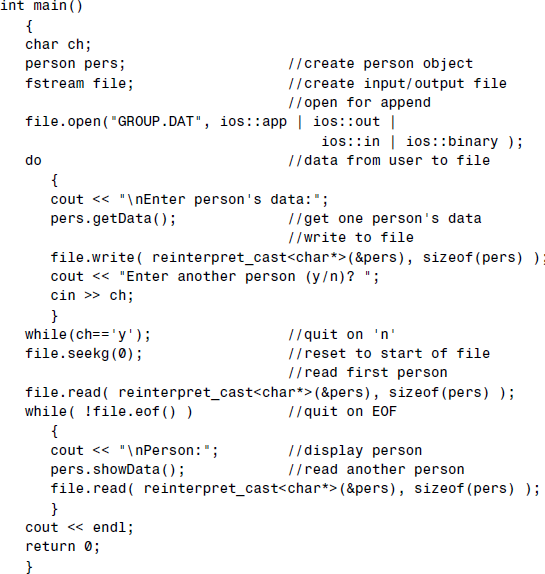 int main()
   {
   char ch;
   person pers;                    //create person object
   fstream file;                   //create input/output file
                                   //open for append
   file.open("GROUP.DAT", ios::app | ios::out |
                                       ios::in | ios::binary );
   do                              //data from user to file
      {
      cout << "\nEnter person's data:";
      pers.getData();              //get one person's data
                                   //write to file
      file.write( reinterpret_cast<char*>(&pers), sizeof(pers) );
      cout << "Enter another person (y/n)? ";
      cin >> ch;
      }
   while(ch=='y');                 //quit on 'n'
   file.seekg(0);                  //reset to start of file
                                   //read first person
   file.read( reinterpret_cast<char*>(&pers), sizeof(pers) );
   while( !file.eof() )            //quit on EOF
      {
      cout << "\nPerson:";         //display person
      pers.showData();             //read another person
      file.read( reinterpret_cast<char*>(&pers), sizeof(pers) );
      }
   cout << endl;
   return 0;
   }